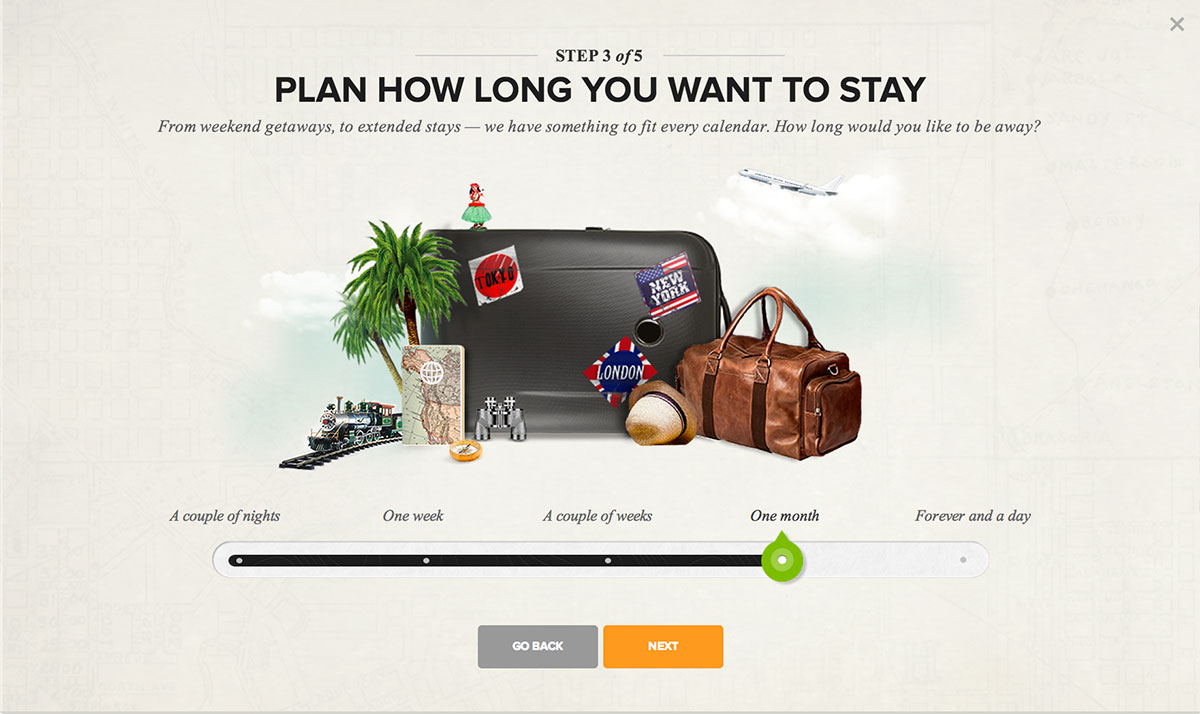 STEP 3 of 5
PLAN HOW LONG YOU WANT TO STAY
From weekend getaways, to extended stays — we have something to fit every calendar. How long would you like to be away?
TOKYO
NEW
YORK
LONDON
A couple of nights
One week
A couple of weeks
One month
Forever and a day
GO BACK
NEXT